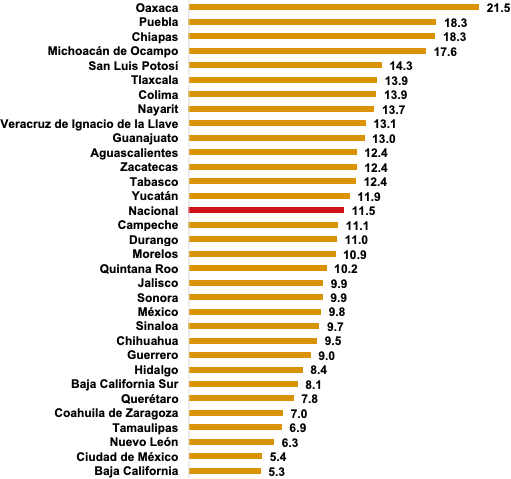 Oaxaca 21.5
Puebla 18.3
Chiapas 18.3
Michoacán de Ocampo 17.6
San Luis Potosí 14.3
Tlaxcala 13.9
Colima 13.9
Nayarit 13.7
Veracruz de Ignacio de la Llave 13.1
Guanajuato 13.0
Aguascalientes 12.4
Zacatecas 12.4
Tabasco 12.4
Yucatán 11.9
Nacional 11.5
Campeche 11.1
Durango 11.0
Morelos 10.9
Quintana Roo 10.2
Jalisco 9.9
Sonora 9.9
México 9.8
Sinaloa 9.7
Chihuahua 9.5
Guerrero 9.0
Hidalgo 8.4
Baja California Sur 8.1
Querétaro 7.8
Coahuila de Zaragoza 7.0
Tamaulipas 6.9
Nuevo León 6.3
Ciudad de México 5.4
Baja California 5.3